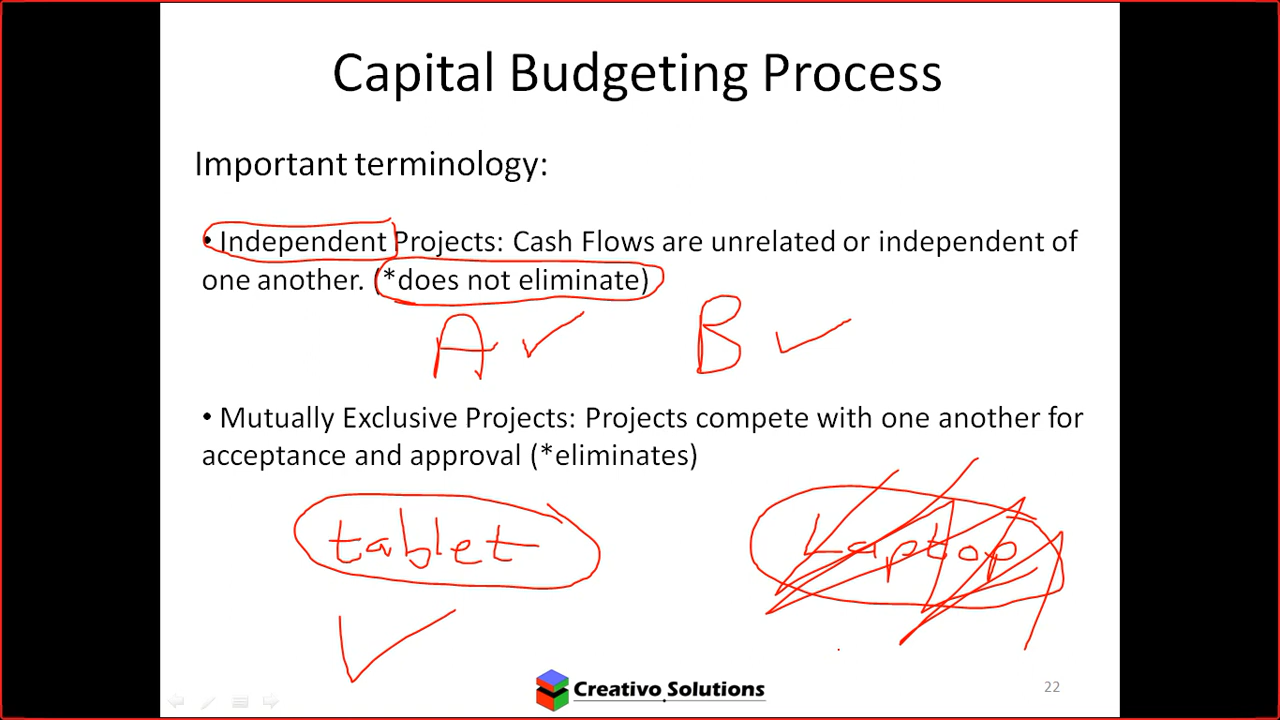 Capital Budgeting Process
Important terminology:
• Independent Projects: Cash Flows are unrelated or independent of
one another. (*does not eliminate)
A B
• Mutually Exclusive Projects: Projects compete with one another for
acceptance and approval (*eliminates)
tablet Laptop
Creativo Solutions
22